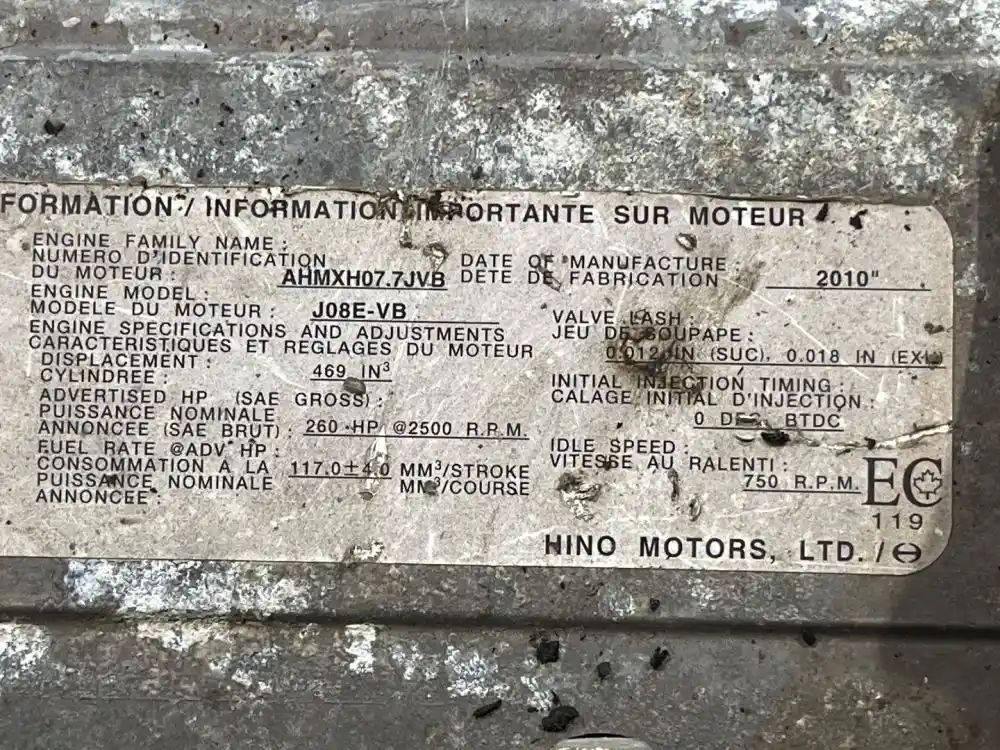 FORMATION / INFORMATION IMPORTANTE SUR MOTEUR
ENGINE FAMILY NAME :
NUMERO D'IDENTIFICATION
DU MOTEUR : AHMXH07.7JVB
ENGINE MODEL :
MODELE DU MOTEUR : J08E-VB
ENGINE SPECIFICATIONS AND ADJUSTMENTS
CARACTERISTIQUES ET REGLAGES DU MOTEUR
DISPLACEMENT :
CYLINDREE : 469 IN³
ADVERTISED HP (SAE GROSS) :
PUISSANCE NOMINALE
ANNONCEE (SAE BRUT) : 260 HP @2500 R.P.M.
FUEL RATE @ADV HP :
CONSOMMATION A LA 117.0±4.0 MM³/STROKE
PUISSANCE NOMINALE MM³/COURSE
ANNONCEE :
DATE OF MANUFACTURE :
DETE DE FABRICATION 2010"
VALVE LASH :
JEU DE SOUPAPE :
0.012 IN (SUC), 0.018 IN (EXH)
INITIAL INJECTION TIMING :
CALAGE INITIAL D'INJECTION :
0 DEG. BTDC
IDLE SPEED :
VITESSE AU RALENTI :
750 R.P.M.
EC
119
HINO MOTORS, LTD. /